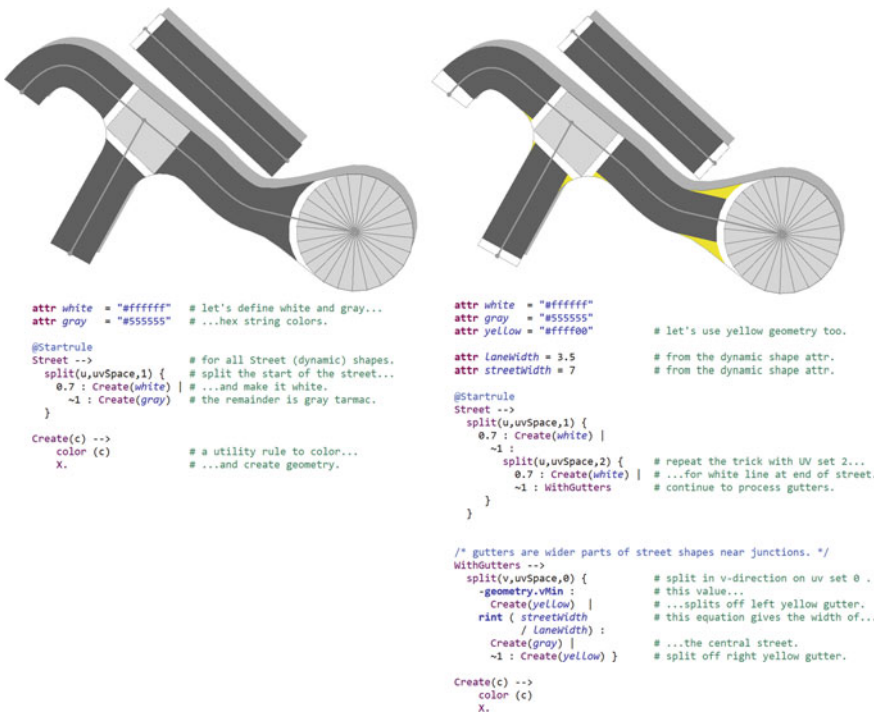 attr white = "#ffffff" # let's define white and gray...
attr gray = "#555555" # ...hex string colors.
@Startrule
Street --> # for all Street (dynamic) shapes.
split(u,uvSpace,1) { # split the start of the street...
0.7 : Create(white) | # ...and make it white.
~1 : Create(gray) # the remainder is gray tarmac.
}
Create(c) -->
color (c) # a utility rule to color...
X. # ...and create geometry.
attr white = "#ffffff"
attr gray = "#555555"
attr yellow = "#ffff00" # let's use yellow geometry too.
attr laneWidth = 3.5 # from the dynamic shape attr.
attr streetWidth = 7 # from the dynamic shape attr.
@Startrule
Street -->
split(u,uvSpace,1) {
0.7 : Create(white) |
~1 :
split(u,uvSpace,2) { # repeat the trick with UV set 2...
0.7 : Create(white) | # ...for white line at end of street.
~1 : WithGutters # continue to process gutters.
}
}
/* gutters are wider parts of street shapes near junctions. */
WithGutters -->
split(v,uvSpace,0) { # split in v-direction on uv set 0 .
-geometry.vMin : # this value...
Create(yellow) | # ...splits off left yellow gutter.
rint ( streetWidth # this equation gives the width of...
/ laneWidth) :
Create(gray) | # ...the central street.
~1 : Create(yellow) } # split off right yellow gutter.
Create(c) -->
color (c)
X.